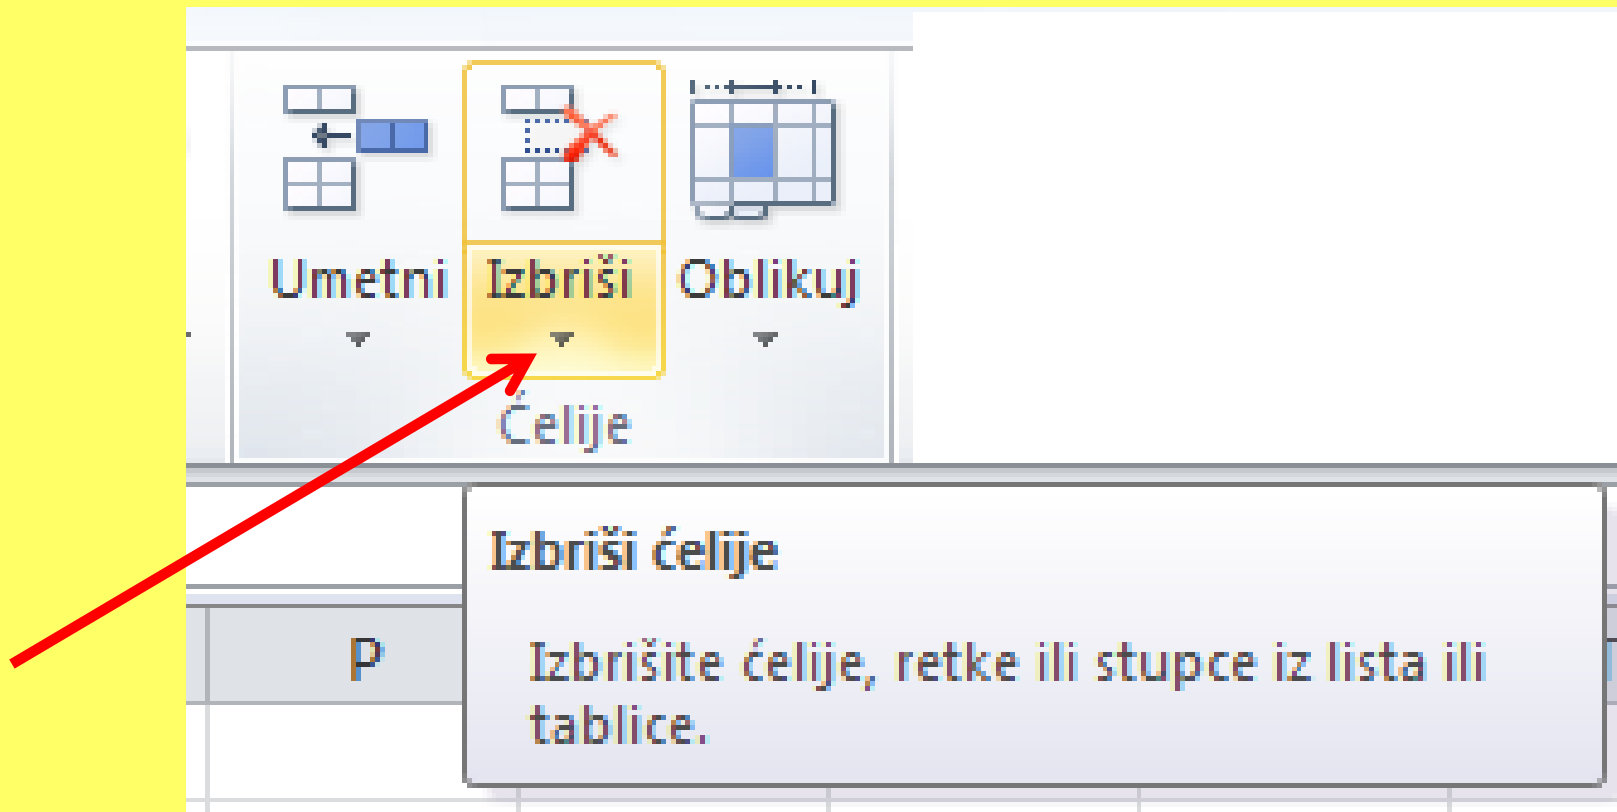 Umetni Izbriši Oblikuj
Ćelije
Izbriši ćelije
P
Izbrišite ćelije, retke ili stupce iz lista ili
tablice.